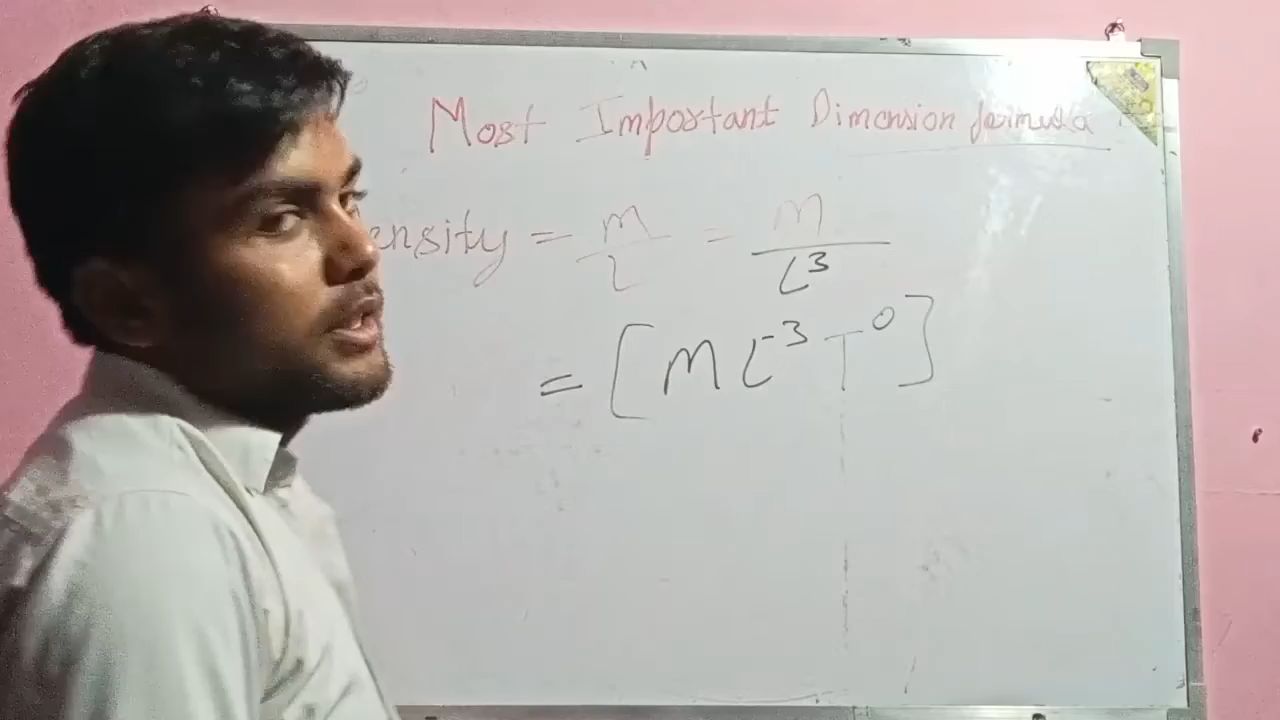 Most Important Dimension formula
ensity = M/L = M/L³
= [M L⁻³ T⁰]